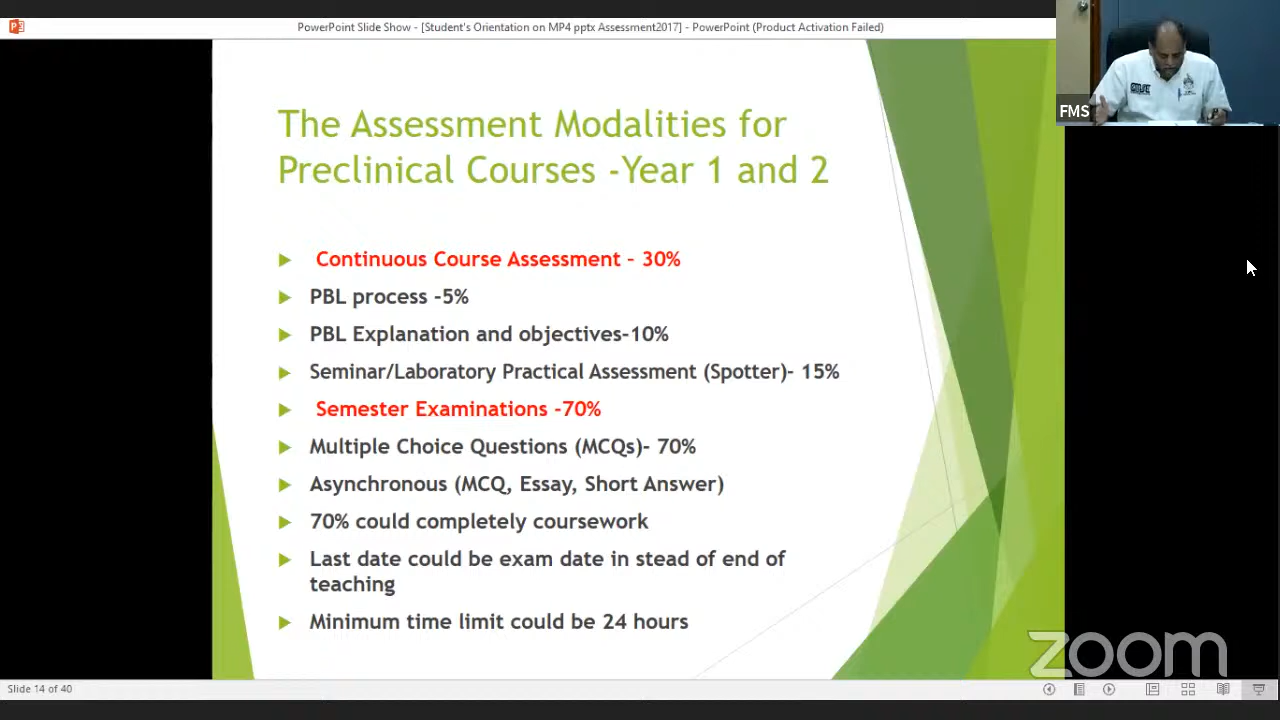 PowerPoint Slide Show - [Student's Orientation on MP4 pptx Assessment2017] - PowerPoint (Product Activation Failed)
FMS
The Assessment Modalities for
Preclinical Courses -Year 1 and 2
Continuous Course Assessment - 30%
PBL process -5%
PBL Explanation and objectives-10%
Seminar/Laboratory Practical Assessment (Spotter)- 15%
Semester Examinations -70%
Multiple Choice Questions (MCQs)- 70%
Asynchronous (MCQ, Essay, Short Answer)
70% could completely coursework
Last date could be exam date in stead of end of
teaching
Minimum time limit could be 24 hours
zoom
Slide 14 of 40